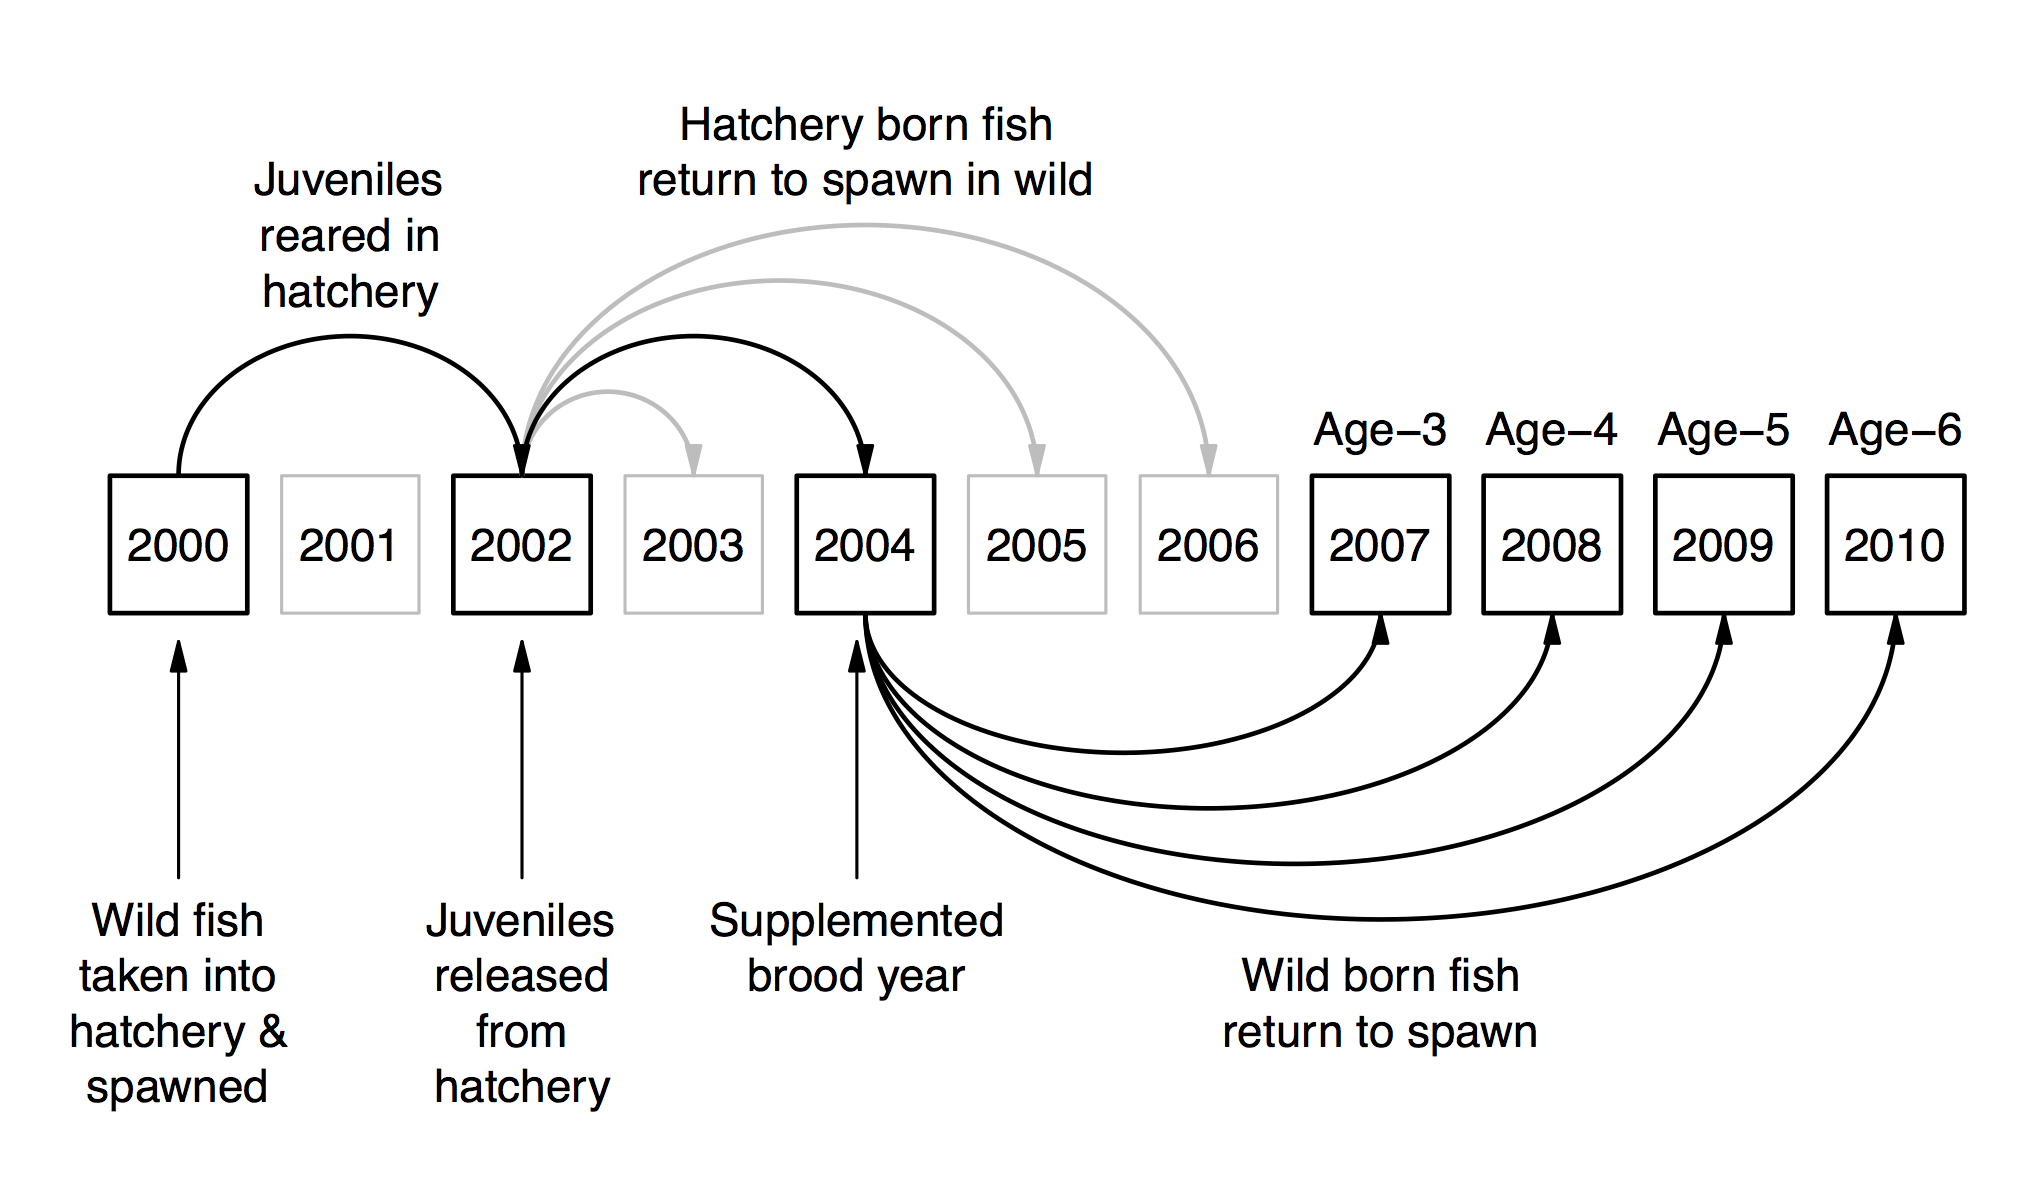 Hatchery born fish
return to spawn in wild
Juveniles
reared in
hatchery
Age−3 Age−4 Age−5 Age−6
2000 2001 2002 2003 2004 2005 2006 2007 2008 2009 2010
Wild fish
taken into
hatchery &
spawned
Juveniles
released
from
hatchery
Supplemented
brood year
Wild born fish
return to spawn